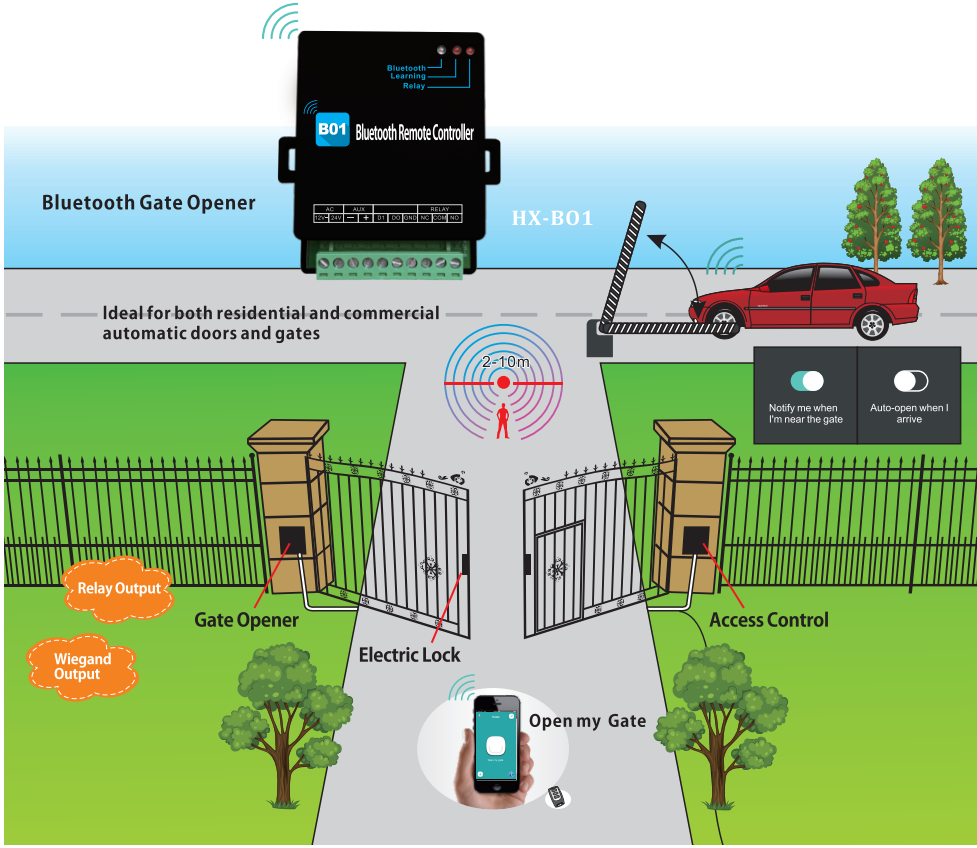 Bluetooth
Learning
Relay
B01 Bluetooth Remote Controller
AC AUX RELAY
12V~24V — + D1 D0 GND NC COM NO
Bluetooth Gate Opener
HX-B01
Ideal for both residential and commercial
automatic doors and gates
2-10m
Notify me when
I'm near the gate
Auto-open when I
arrive
Relay Output
Gate Opener
Access Control
Electric Lock
Wiegand
Output
Open my Gate